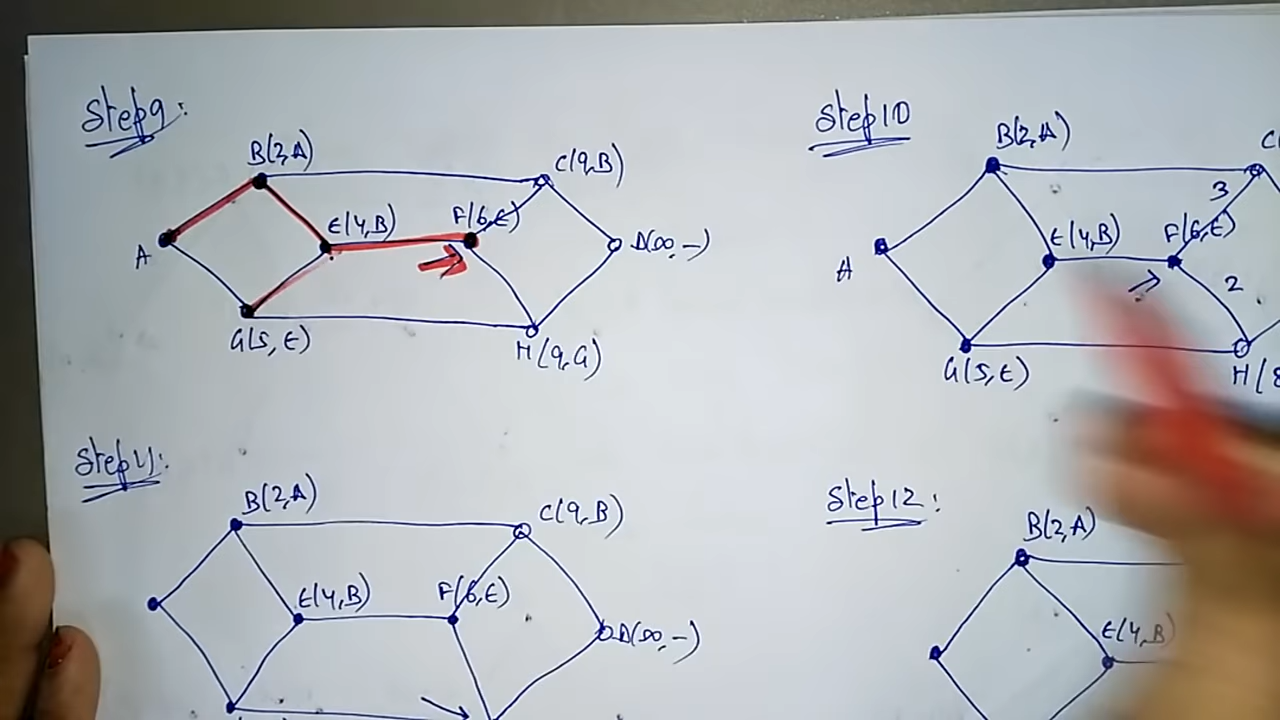 Step9:
B(2,A)
C(9,B)
E(4,B)
F(6,E)
D(∞,-)
A
G(5,E)
H(9,G)
Step10
B(2,A)
C(
3
E(4,B)
F(6,E)
A
2
G(5,E)
H(8
Step11:
B(2,A)
C(9,B)
E(4,B)
F(6,E)
D(∞,-)
Step12:
B(2,A)
E(4,B)